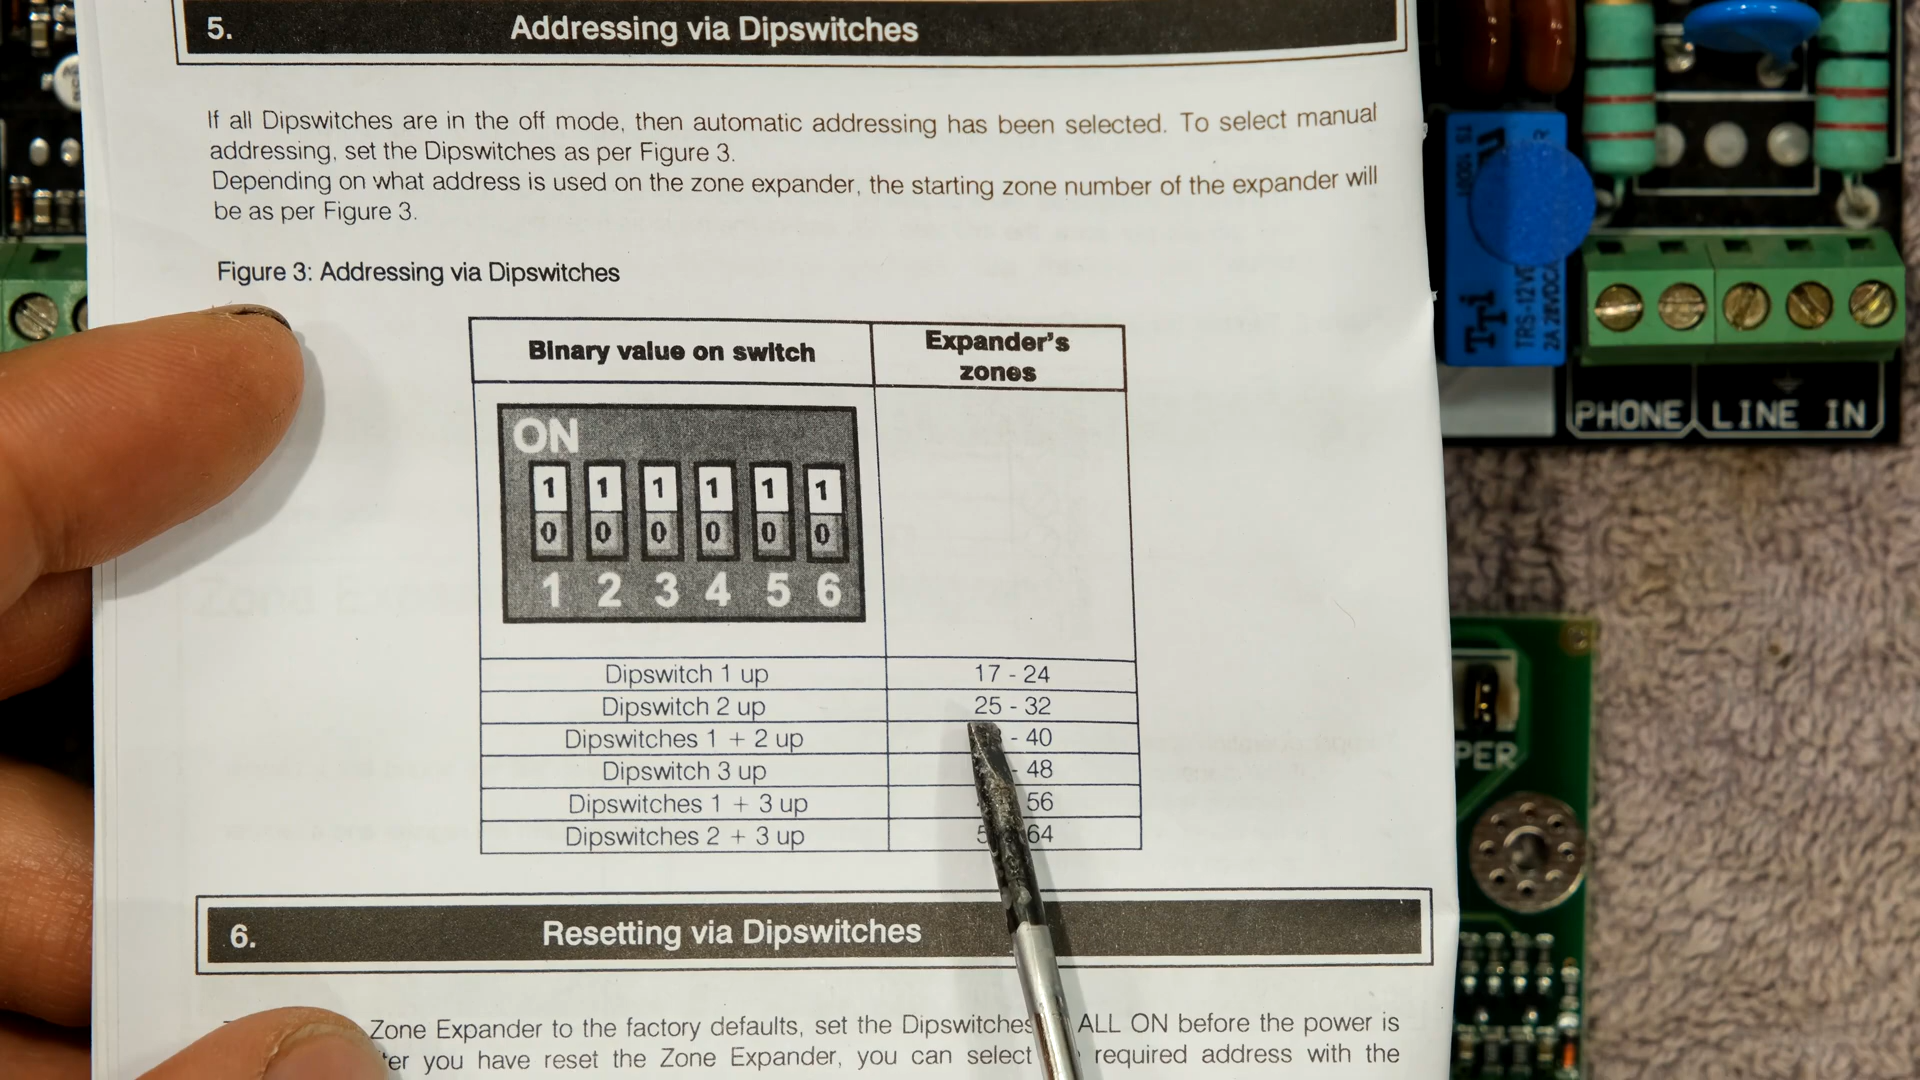 5. Addressing via Dipswitches
If all Dipswitches are in the off mode, then automatic addressing has been selected. To select manual
addressing, set the Dipswitches as per Figure 3.
Depending on what address is used on the zone expander, the starting zone number of the expander will
be as per Figure 3.
Figure 3: Addressing via Dipswitches
Binary value on switch
Expander's
zones
ON
1 1 1 1 1 1
0 0 0 0 0 0
1 2 3 4 5 6
Dipswitch 1 up 17 - 24
Dipswitch 2 up 25 - 32
Dipswitches 1 + 2 up - 40
Dipswitch 3 up - 48
Dipswitches 1 + 3 up 56
Dipswitches 2 + 3 up 64
6. Resetting via Dipswitches
Zone Expander to the factory defaults, set the Dipswitches ALL ON before the power is
you have reset the Zone Expander, you can select required address with the
TTi
TRS-12V
PHONE LINE IN
PER